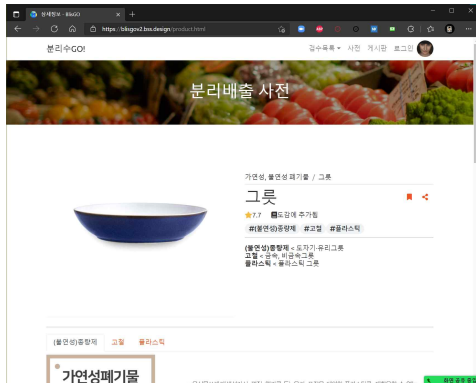 상세정보 - BlisGO
https://blisgov2.bss.design/product.html
분리수GO!
검수목록 사전 게시판 로그인
분리배출 사전
가연성, 불연성 폐기물 / 그릇
그릇
7.7 도감에 추가됨
#(불연성)종량제 #고철 #플라스틱
(불연성)종량제 < 도자기·유리그릇
고철 < 금속, 비금속그릇
플라스틱 < 플라스틱 그릇
(불연성)종량제 고철 플라스틱
가연성폐기물